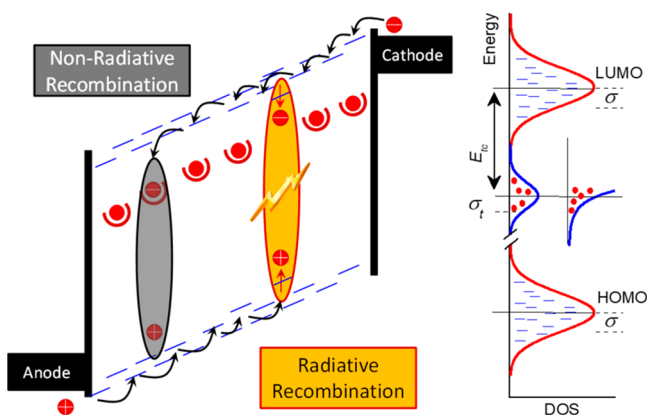 Non-Radiative
Recombination
Cathode
Anode
Radiative
Recombination
Energy
LUMO
σ
E_tc
σ_t
HOMO
σ
DOS